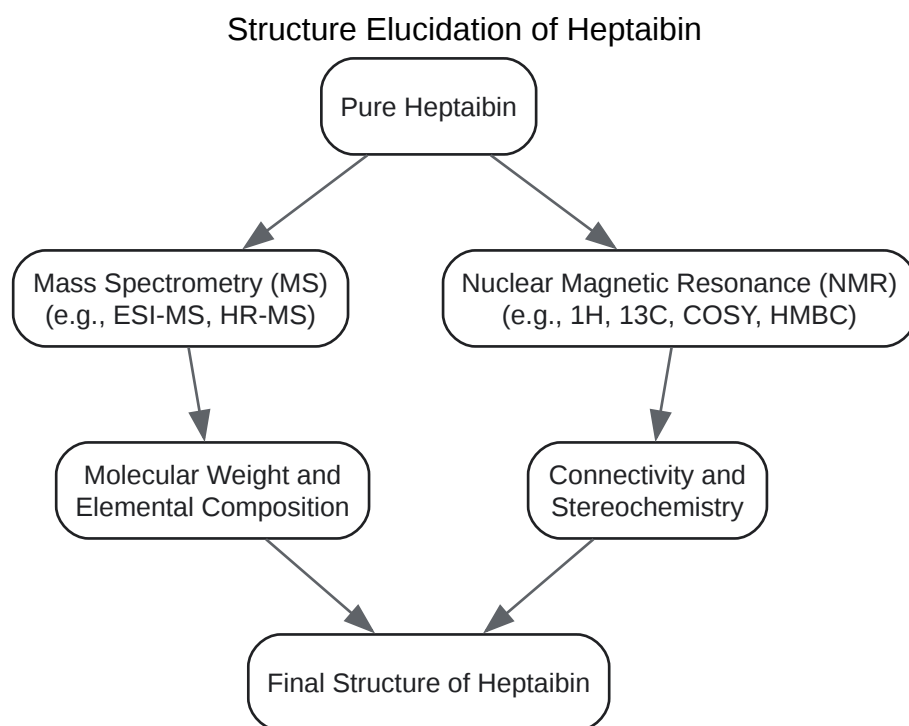 Structure Elucidation of Heptaibin
Pure Heptaibin
Mass Spectrometry (MS)
(e.g., ESI-MS, HR-MS)
Nuclear Magnetic Resonance (NMR)
(e.g., 1H, 13C, COSY, HMBC)
Molecular Weight and
Elemental Composition
Connectivity and
Stereochemistry
Final Structure of Heptaibin